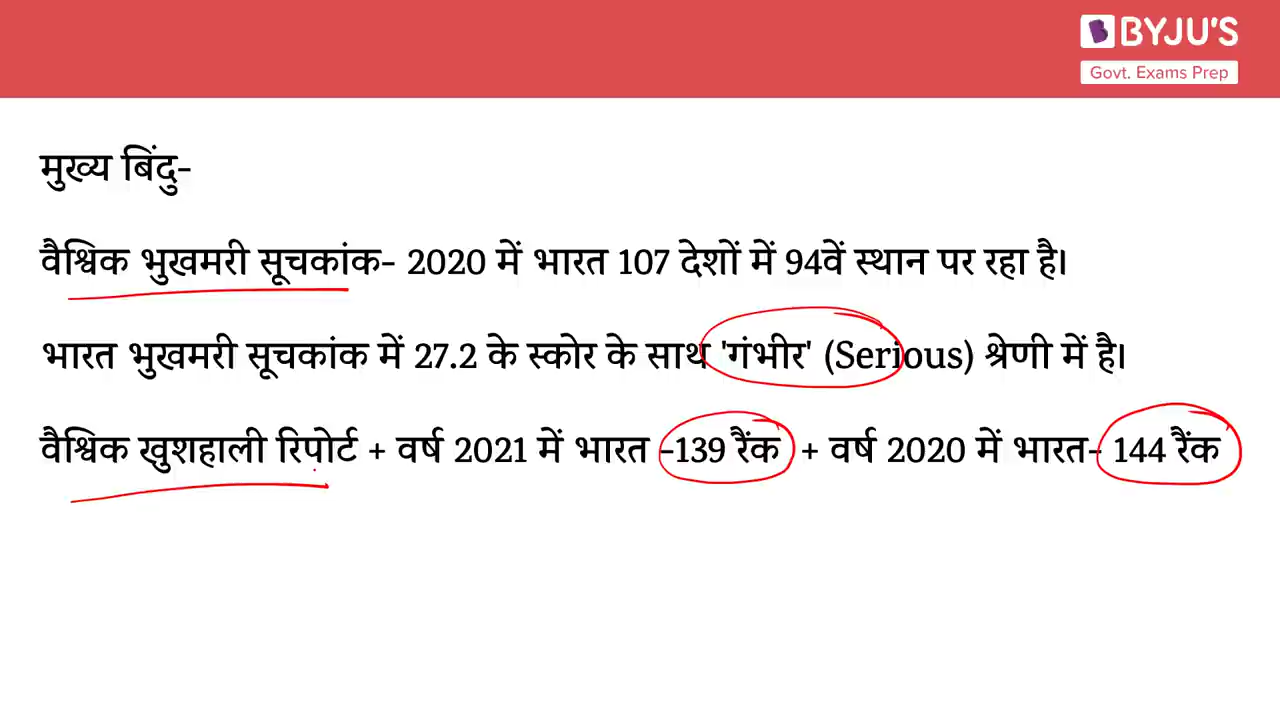 BYJU'S
Govt. Exams Prep
मुख्य बिंदु-
वैश्विक भुखमरी सूचकांक- 2020 में भारत 107 देशों में 94वें स्थान पर रहा है।
भारत भुखमरी सूचकांक में 27.2 के स्कोर के साथ 'गंभीर' (Serious) श्रेणी में है।
वैश्विक खुशहाली रिपोर्ट + वर्ष 2021 में भारत -139 रैंक + वर्ष 2020 में भारत- 144 रैंक